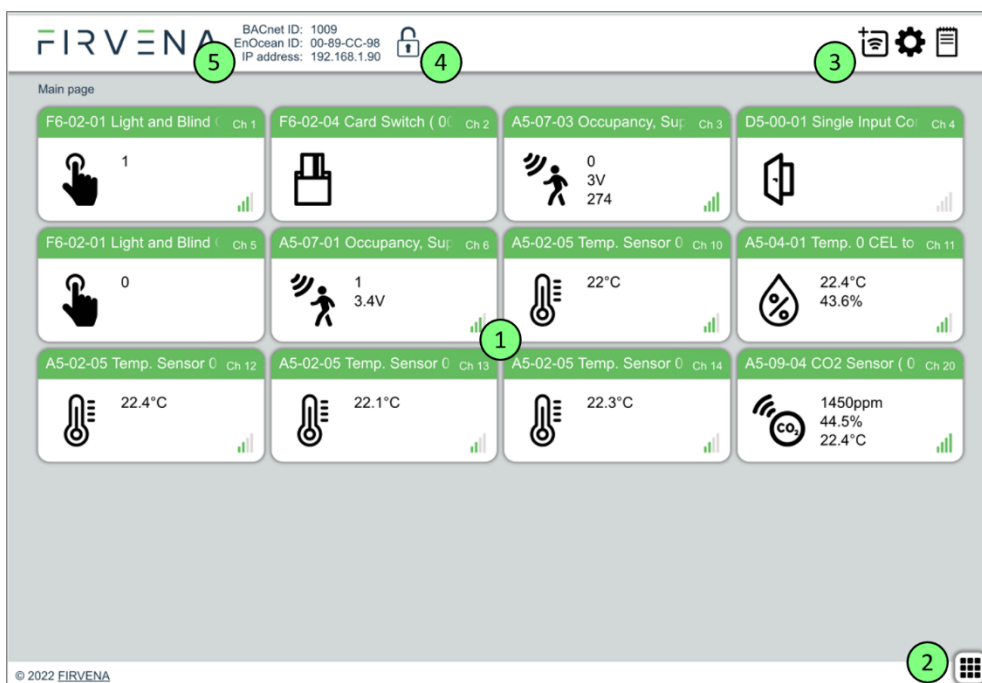 FIRVENA
BACnet ID: 1009
EnOcean ID: 00-89-CC-98
IP address: 192.168.1.90
5
4
3
Main page
F6-02-01 Light and Blind Ch 1
1
F6-02-04 Card Switch ( 0 Ch 2
A5-07-03 Occupancy, Sup Ch 3
0
3V
274
D5-00-01 Single Input Co Ch 4
F6-02-01 Light and Blind Ch 5
0
A5-07-01 Occupancy, Sup Ch 6
1
3.4V
A5-02-05 Temp. Sensor 0 Ch 10
22°C
A5-04-01 Temp. 0 CEL to Ch 11
22.4°C
43.6%
1
A5-02-05 Temp. Sensor 0 Ch 12
22.4°C
A5-02-05 Temp. Sensor 0 Ch 13
22.1°C
A5-02-05 Temp. Sensor 0 Ch 14
22.3°C
A5-09-04 CO2 Sensor ( 0 Ch 20
CO₂
1450ppm
44.5%
22.4°C
2
© 2022 FIRVENA